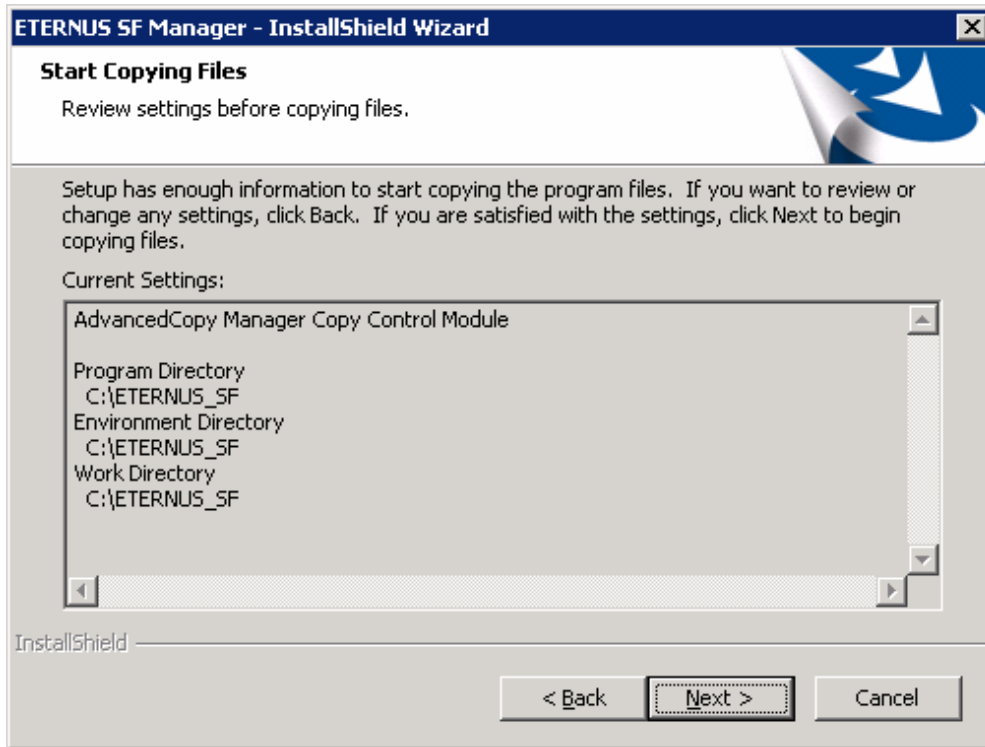 ETERNUS SF Manager - InstallShield Wizard
Start Copying Files
Review settings before copying files.
Setup has enough information to start copying the program files.  If you want to review or
change any settings, click Back.  If you are satisfied with the settings, click Next to begin
copying files.
Current Settings:
AdvancedCopy Manager Copy Control Module
Program Directory
C:\ETERNUS_SF
Environment Directory
C:\ETERNUS_SF
Work Directory
C:\ETERNUS_SF
InstallShield
< Back
Next >
Cancel